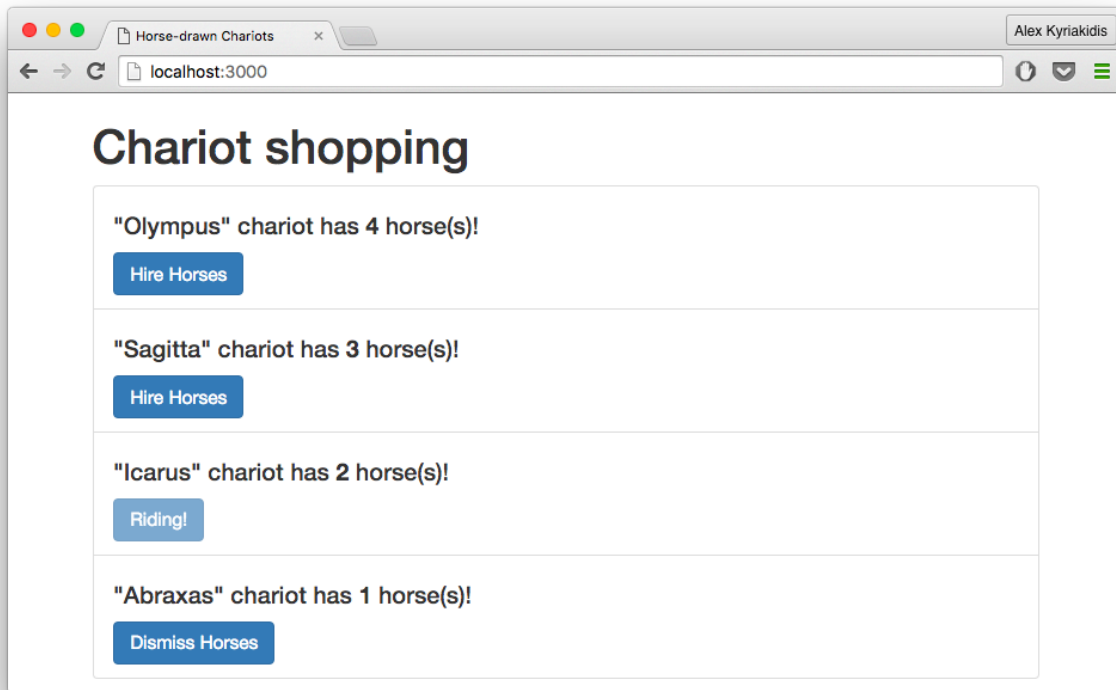 Horse-drawn Chariots
Alex Kyriakidis
localhost:3000
Chariot shopping
"Olympus" chariot has 4 horse(s)!
Hire Horses
"Sagitta" chariot has 3 horse(s)!
Hire Horses
"Icarus" chariot has 2 horse(s)!
Riding!
"Abraxas" chariot has 1 horse(s)!
Dismiss Horses